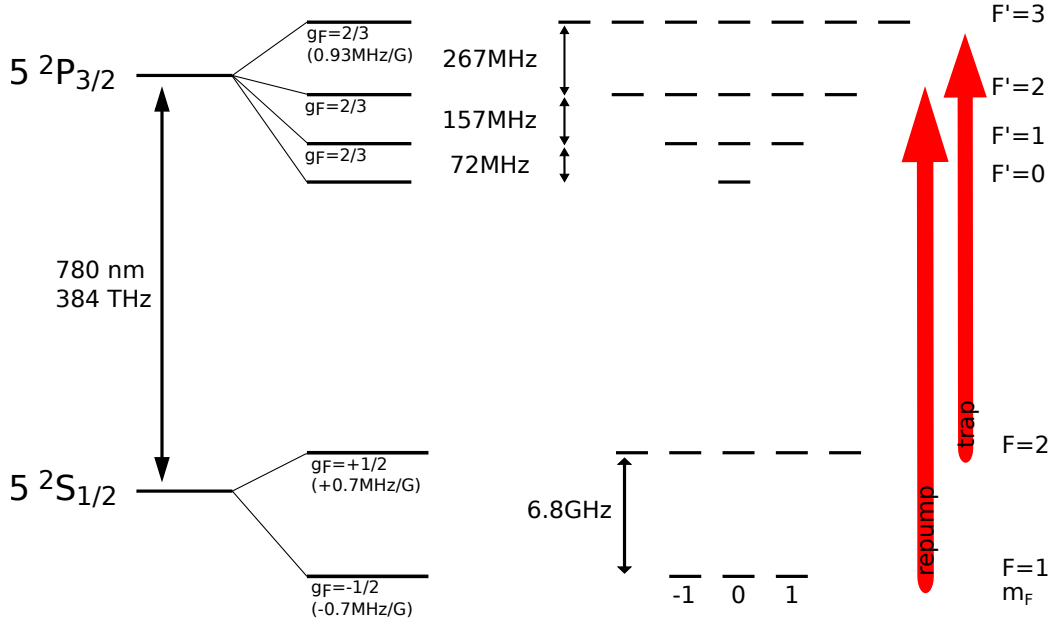 F'=3
gF=2/3
(0.93MHz/G)
267MHz
5 ²P3/2
F'=2
gF=2/3
157MHz
F'=1
gF=2/3
72MHz
F'=0
780 nm
384 THz
trap
F=2
gF=+1/2
(+0.7MHz/G)
5 ²S1/2
6.8GHz
repump
F=1
gF=-1/2
(-0.7MHz/G)
-1 0 1
mF